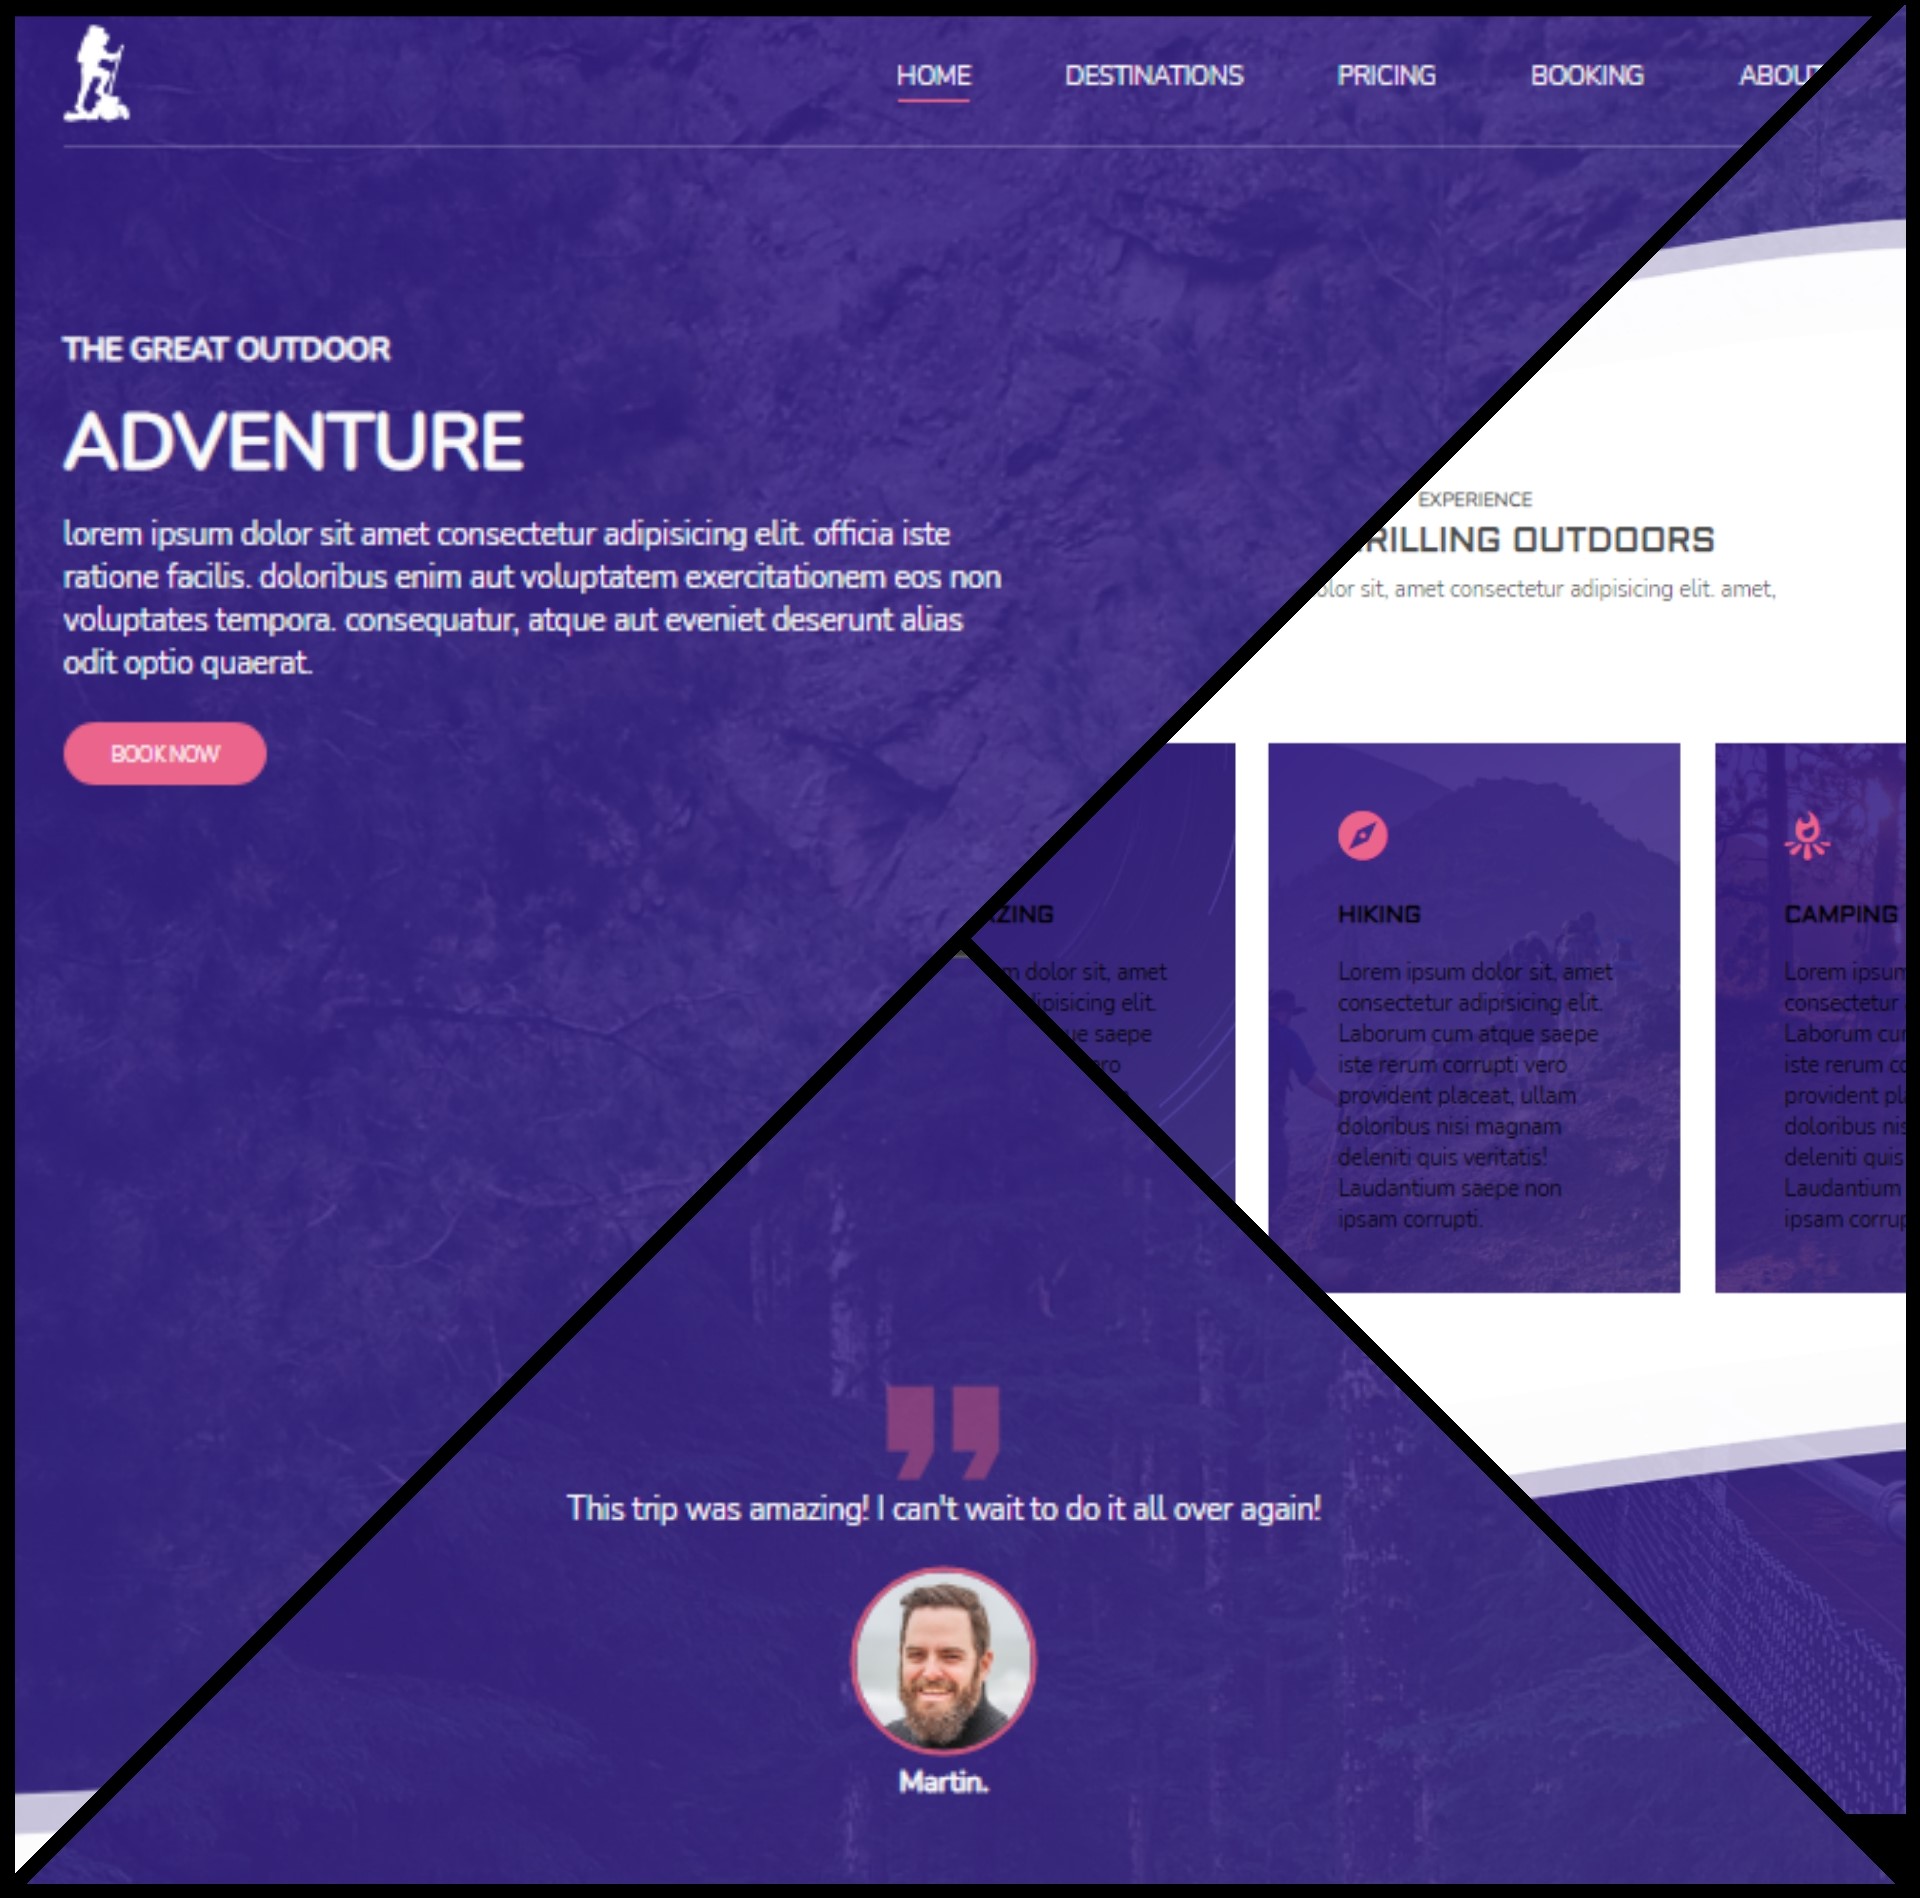 HOME DESTINATIONS PRICING BOOKING ABOUT
THE GREAT OUTDOOR
ADVENTURE
lorem ipsum dolor sit amet consectetur adipisicing elit. officia iste
ratione facilis. doloribus enim aut voluptatem exercitationem eos non
voluptates tempora. consequatur, atque aut eveniet deserunt alias
odit optio quaerat.
BOOK NOW
EXPERIENCE
RILLING OUTDOORS
olor sit, amet consectetur adipisicing elit. amet,
ZING
dolor sit, amet
elit.
saepe
HIKING
Lorem ipsum dolor sit, amet
consectetur adipisicing elit.
Laborum cum atque saepe
iste rerum corrupti vero
provident placeat, ullam
doloribus nisi magnam
deleniti quis veritatis!
Laudantium saepe non
ipsam corrupti.
CAMPING
Lorem ipsum
consectetur
Laborum cu
iste rerum co
provident pla
doloribus nis
deleniti quis
Laudantium
ipsam corrup
This trip was amazing! I can't wait to do it all over again!
Martin.